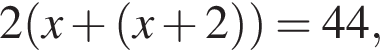 2(x + (x + 2)) = 44,